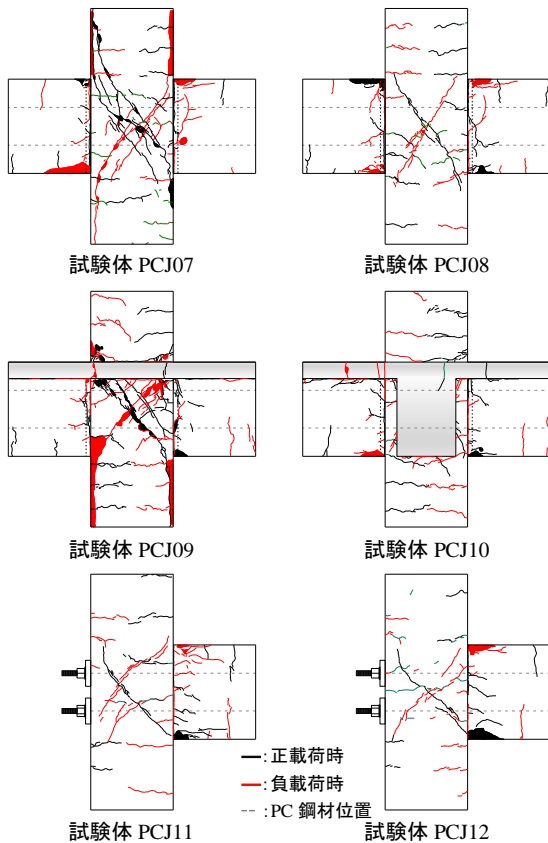 試験体 PCJ07
試験体 PCJ08
試験体 PCJ09
試験体 PCJ10
―:正載荷時
―:負載荷時
--:PC 鋼材位置
試験体 PCJ11
試験体 PCJ12